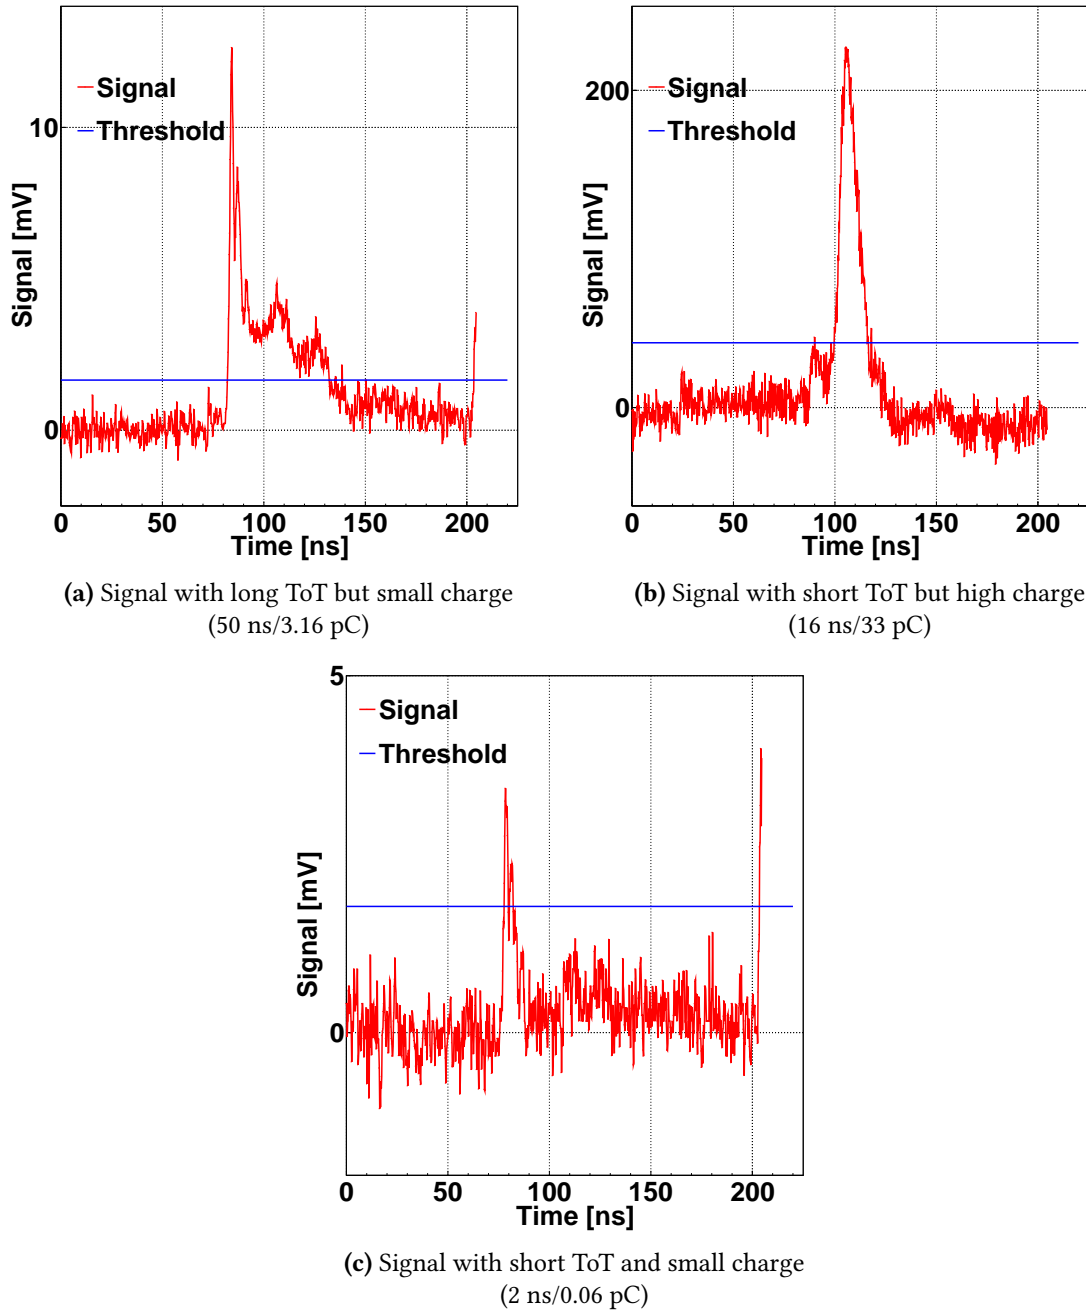 Signal
Threshold
10
0
Signal [mV]
0 50 100 150 200
Time [ns]
(a) Signal with long ToT but small charge
(50 ns/3.16 pC)
Signal
Threshold
200
0
Signal [mV]
0 50 100 150 200
Time [ns]
(b) Signal with short ToT but high charge
(16 ns/33 pC)
5
Signal
Threshold
0
Signal [mV]
0 50 100 150 200
Time [ns]
(c) Signal with short ToT and small charge
(2 ns/0.06 pC)